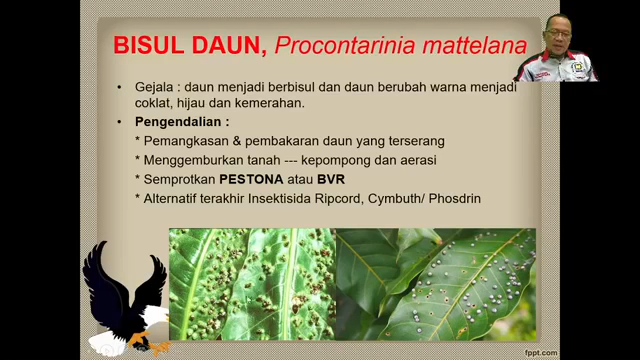 BISUL DAUN, Procontarinia mattelana
• Gejala : daun menjadi berbisul dan daun berubah warna menjadi
coklat, hijau dan kemerahan.
• Pengendalian :
* Pemangkasan & pembakaran daun yang terserang
* Menggemburkan tanah --- kepompong dan aerasi
* Semprotkan PESTONA atau BVR
* Alternatif terakhir Insektisida Ripcord, Cymbuth/ Phosdrin
fppt.com